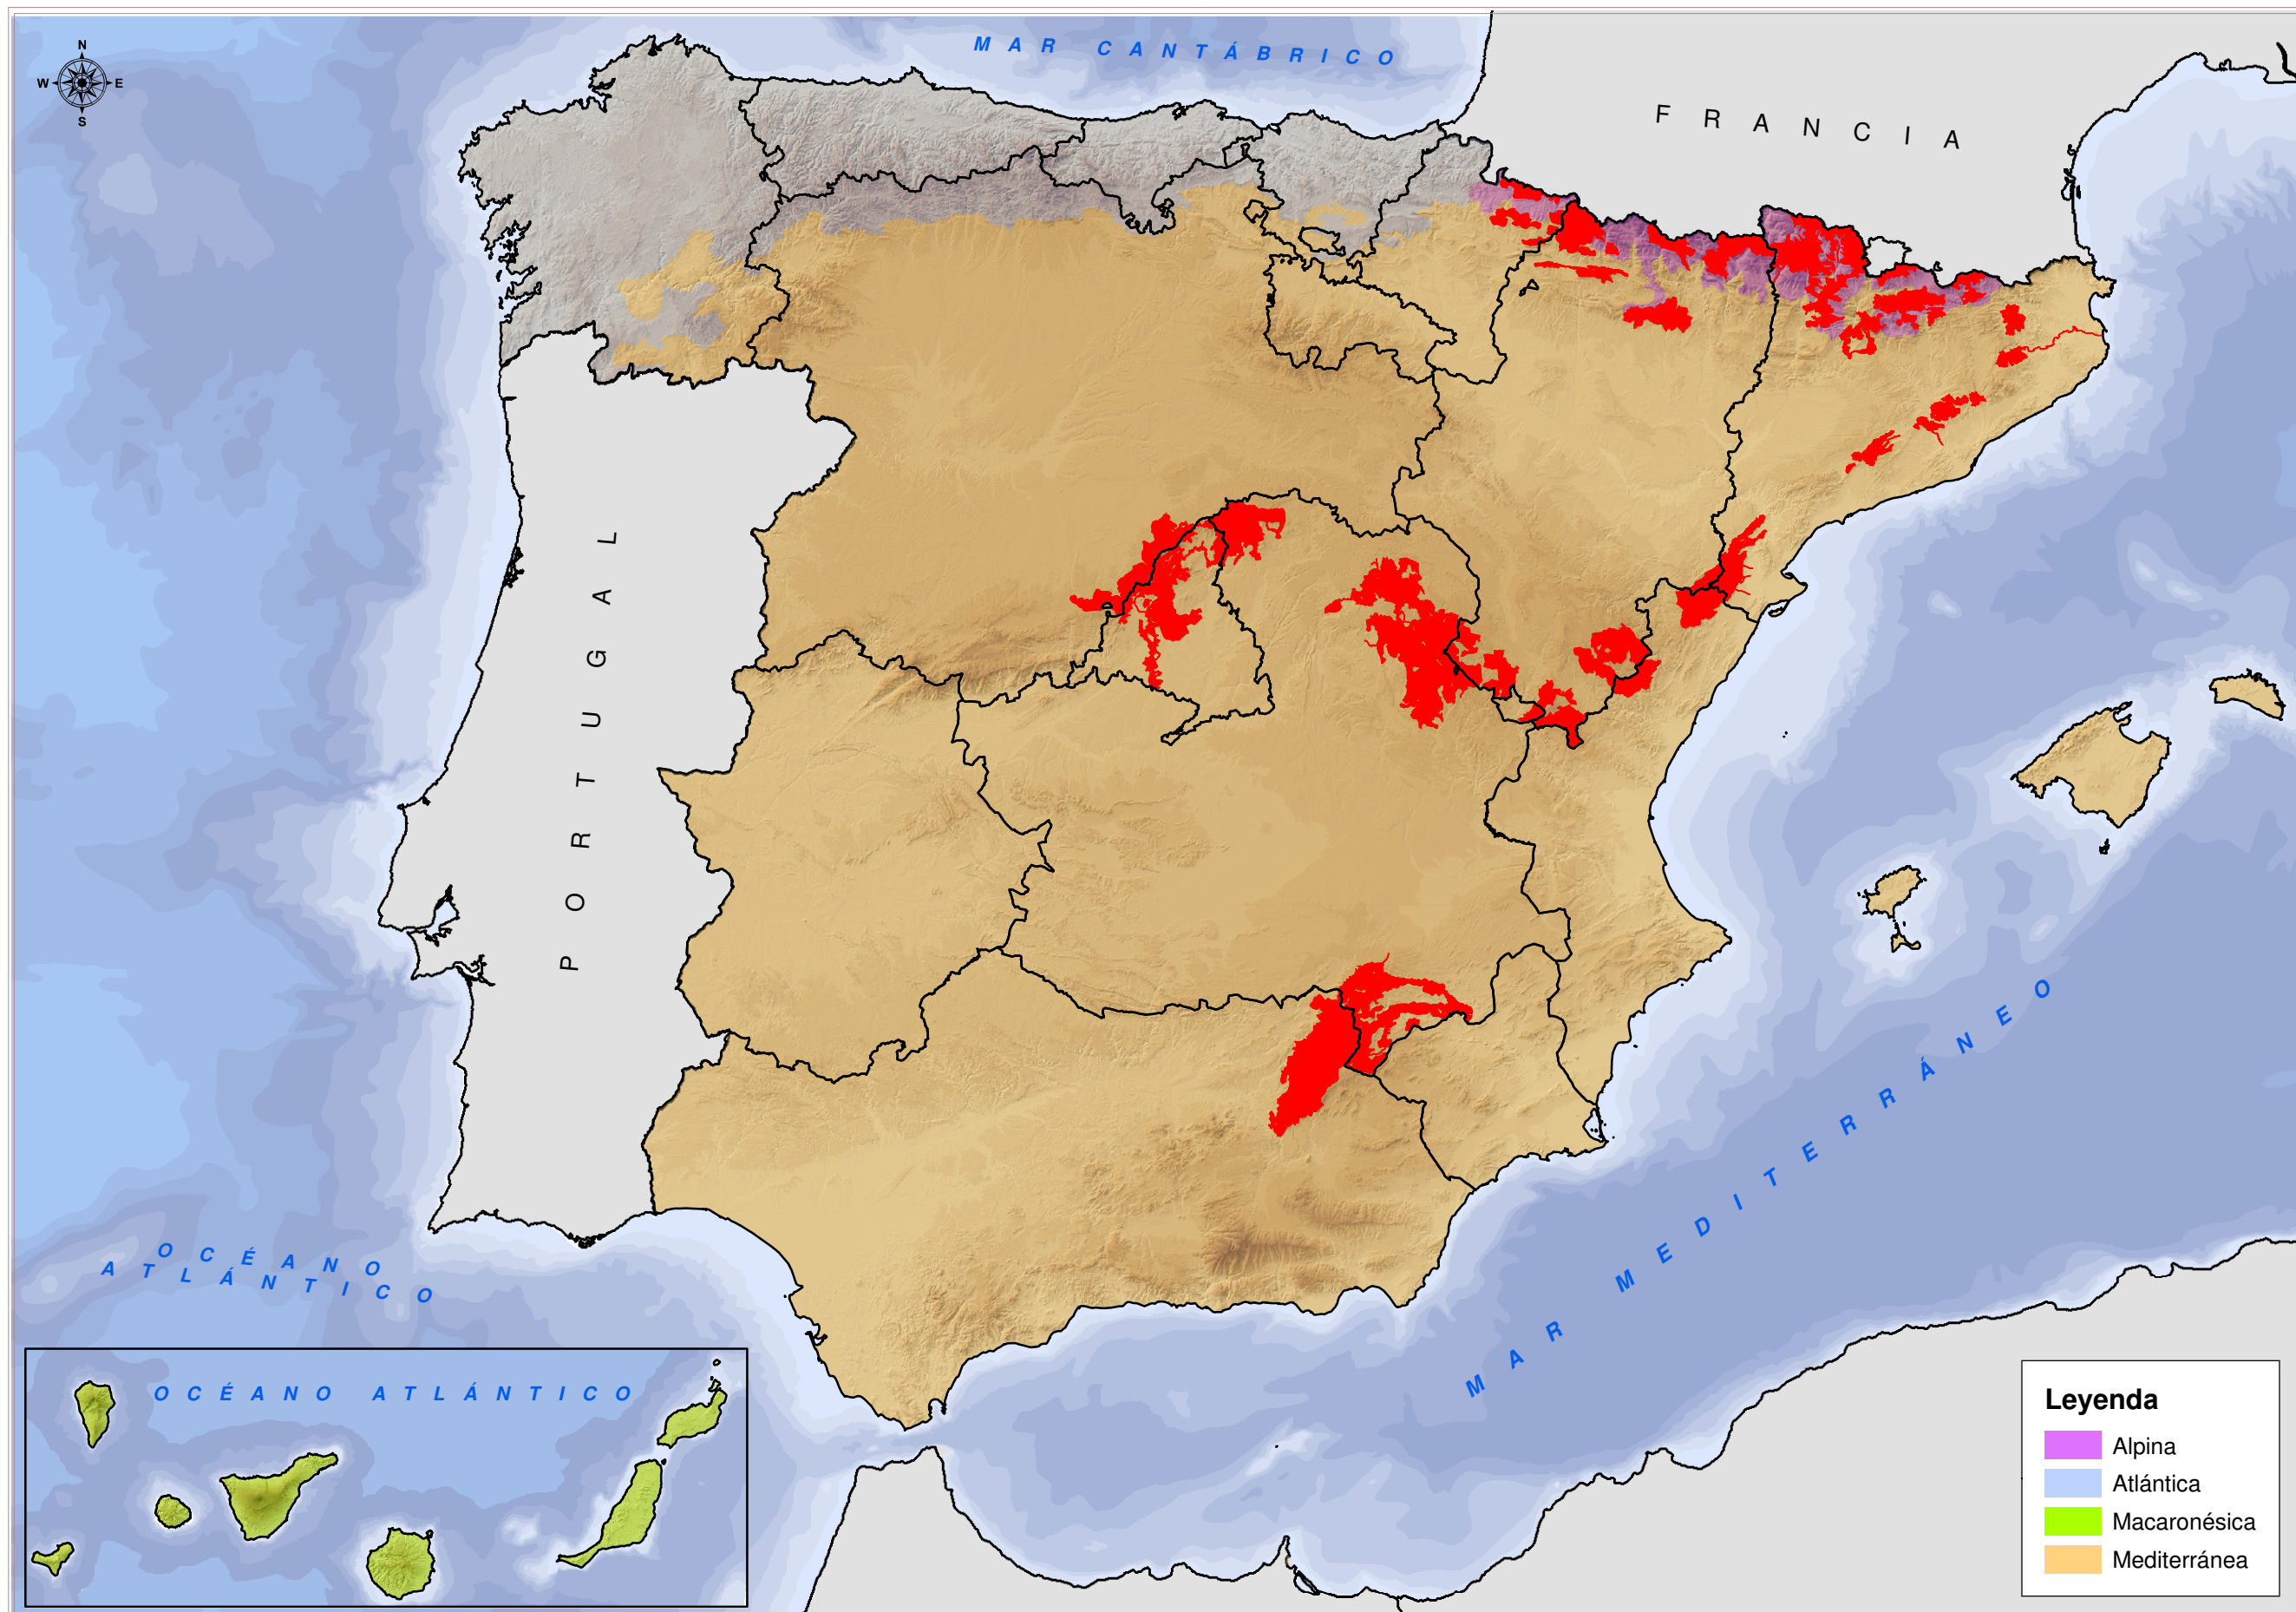 MAR CANTÁBRICO
N
W E
S
FRANCIA
PORTUGAL
MAR MEDITERRÁNEO
OCÉANO
ATLÁNTICO
OCÉANO ATLÁNTICO
Leyenda
Alpina
Atlántica
Macaronésica
Mediterránea